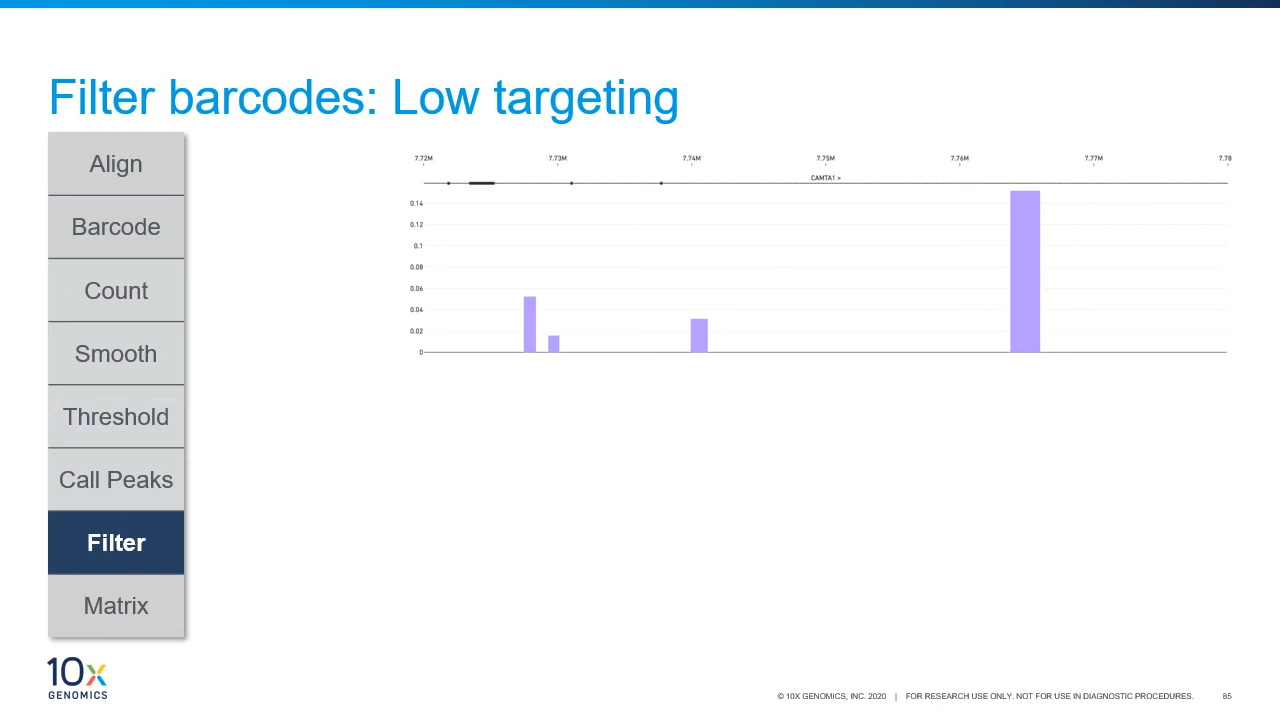 Filter barcodes: Low targeting
Align
Barcode
Count
Smooth
Threshold
Call Peaks
Filter
Matrix
7.72M 7.73M 7.74M 7.75M 7.76M 7.77M 7.78
CAMTA1 >
0.14
0.12
0.1
0.08
0.06
0.04
0.02
0
10x
GENOMICS
© 10X GENOMICS, INC. 2020 | FOR RESEARCH USE ONLY. NOT FOR USE IN DIAGNOSTIC PROCEDURES. 85